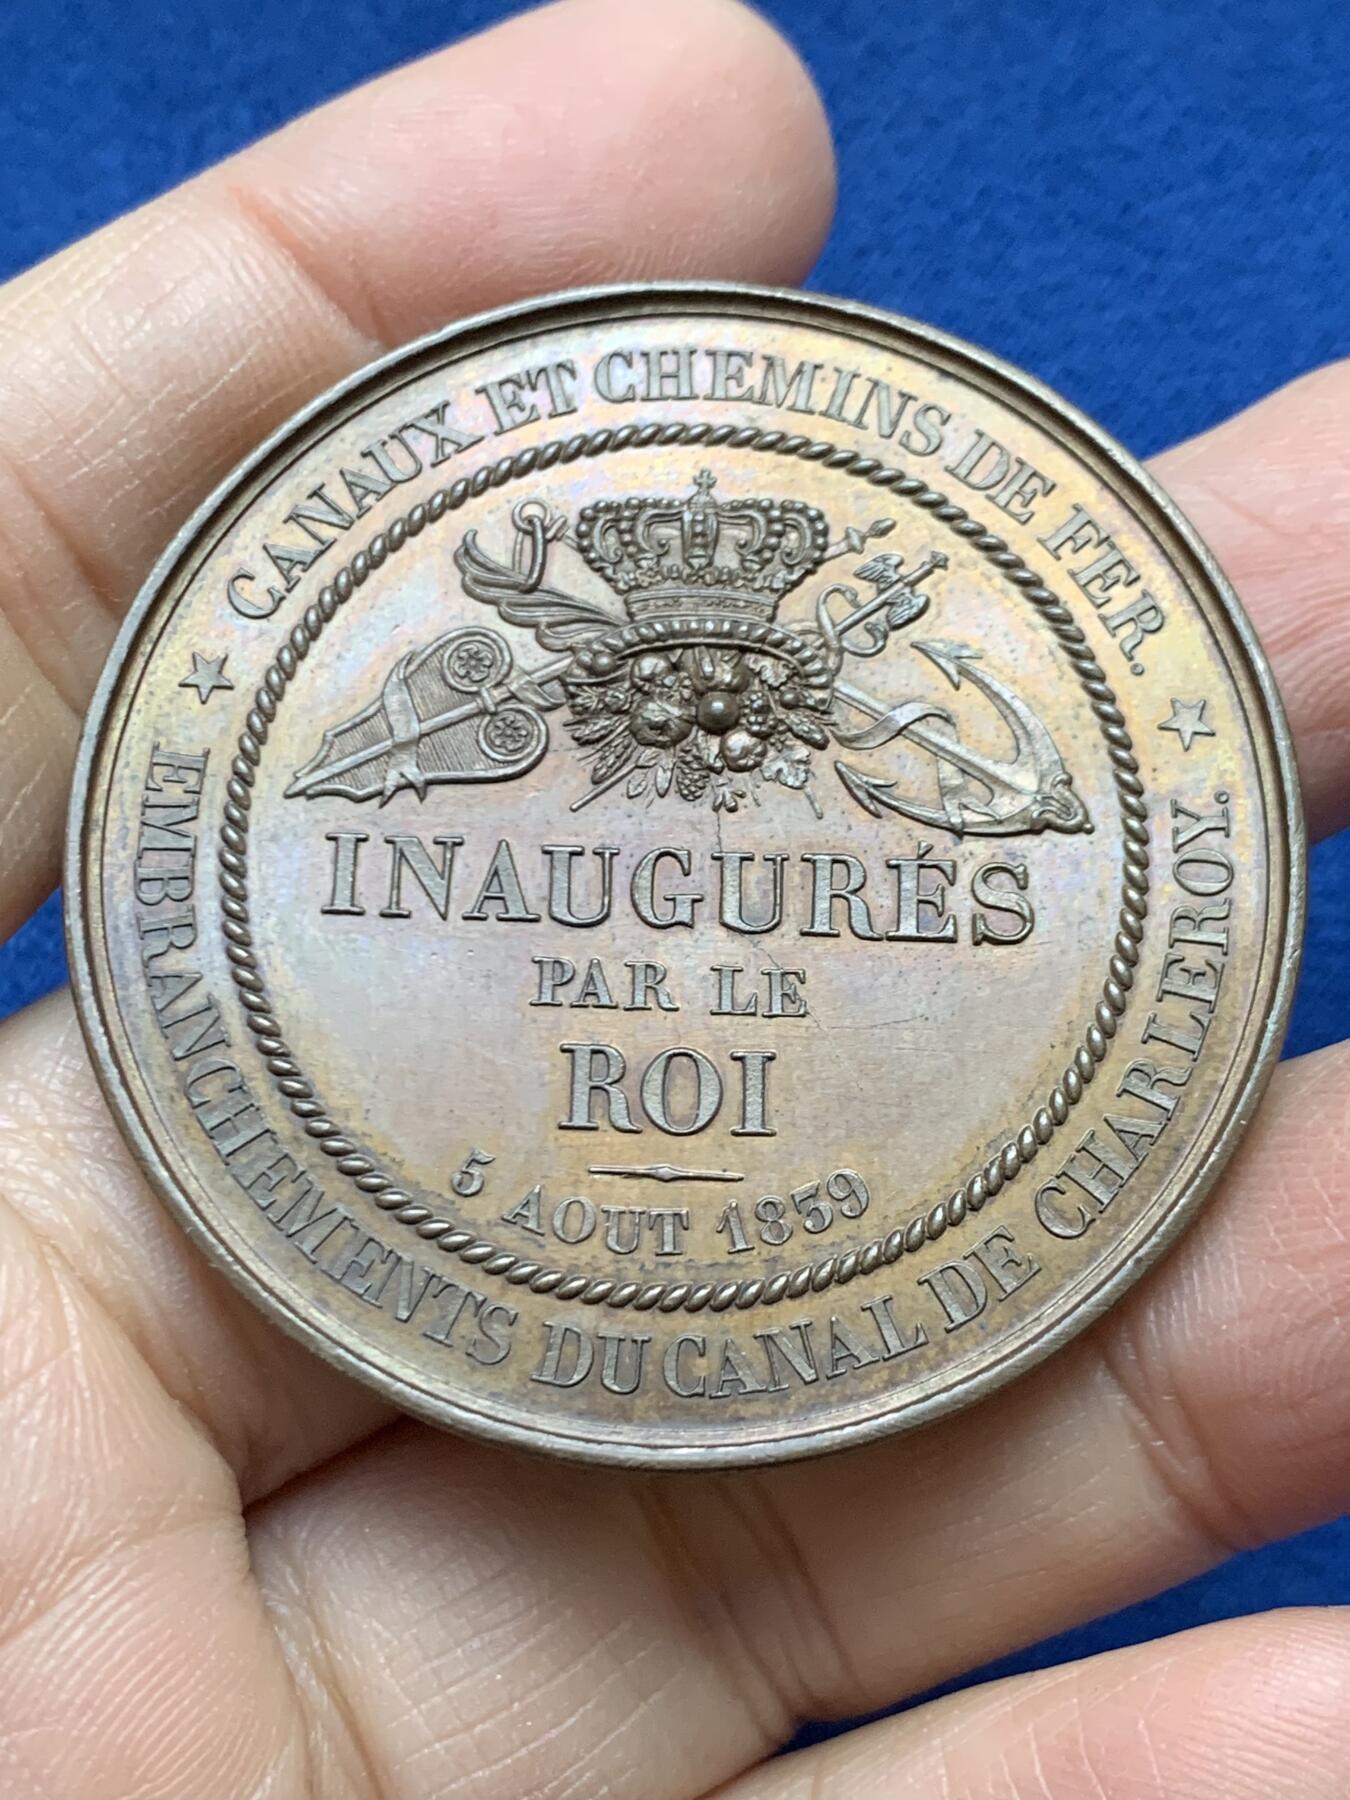 CANAUX ET CHEMINS DE FER.
INAUGURÉS
PAR LE
ROI
5 AOUT 1839
EMBRANCHEMENTS DU CANAL DE CHARLEROY.